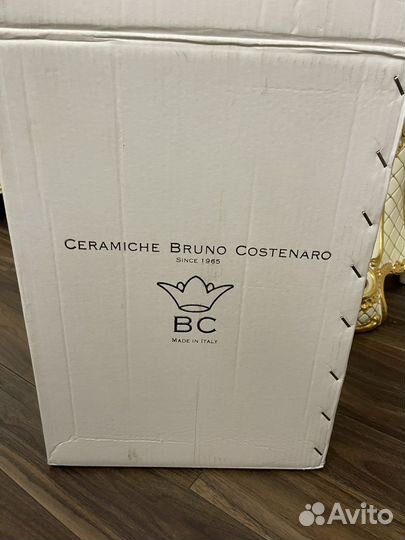 CERAMICHE BRUNO COSTENARO
SINCE 1965
BC
MADE IN ITALY
Avito